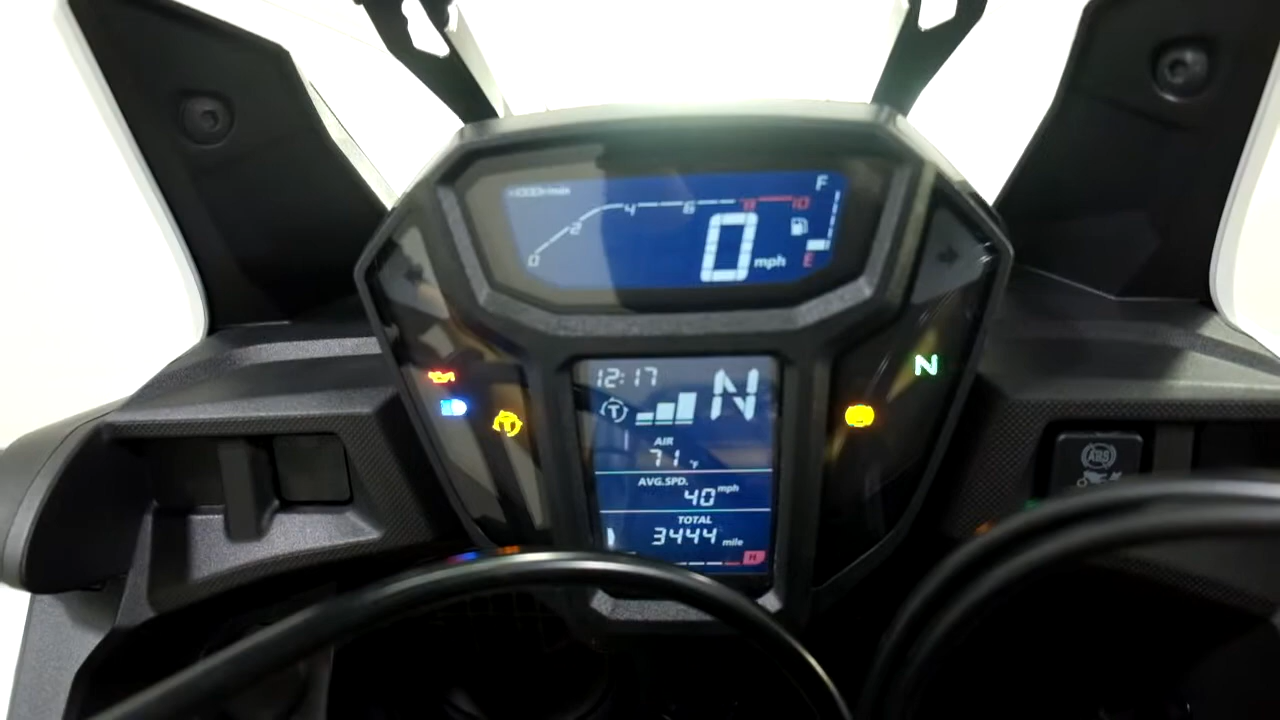 ×1000r/min
F
0 2 4 6 8 10
0 mph
E
N
12:17
T
N
T
AIR
71 °F
AVG.SPD.
40 mph
TOTAL
3444 mile
H
ABS